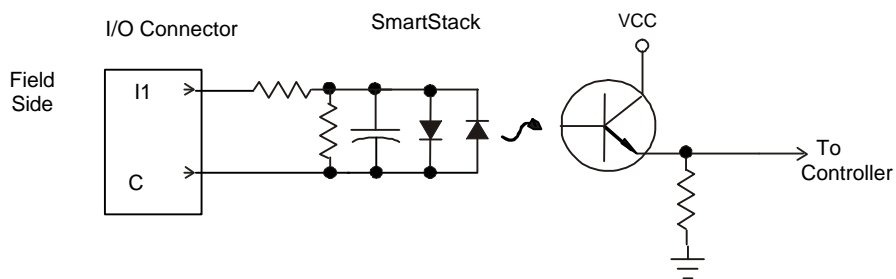 I/O Connector
SmartStack
VCC
Field
Side
I1
C
To
Controller